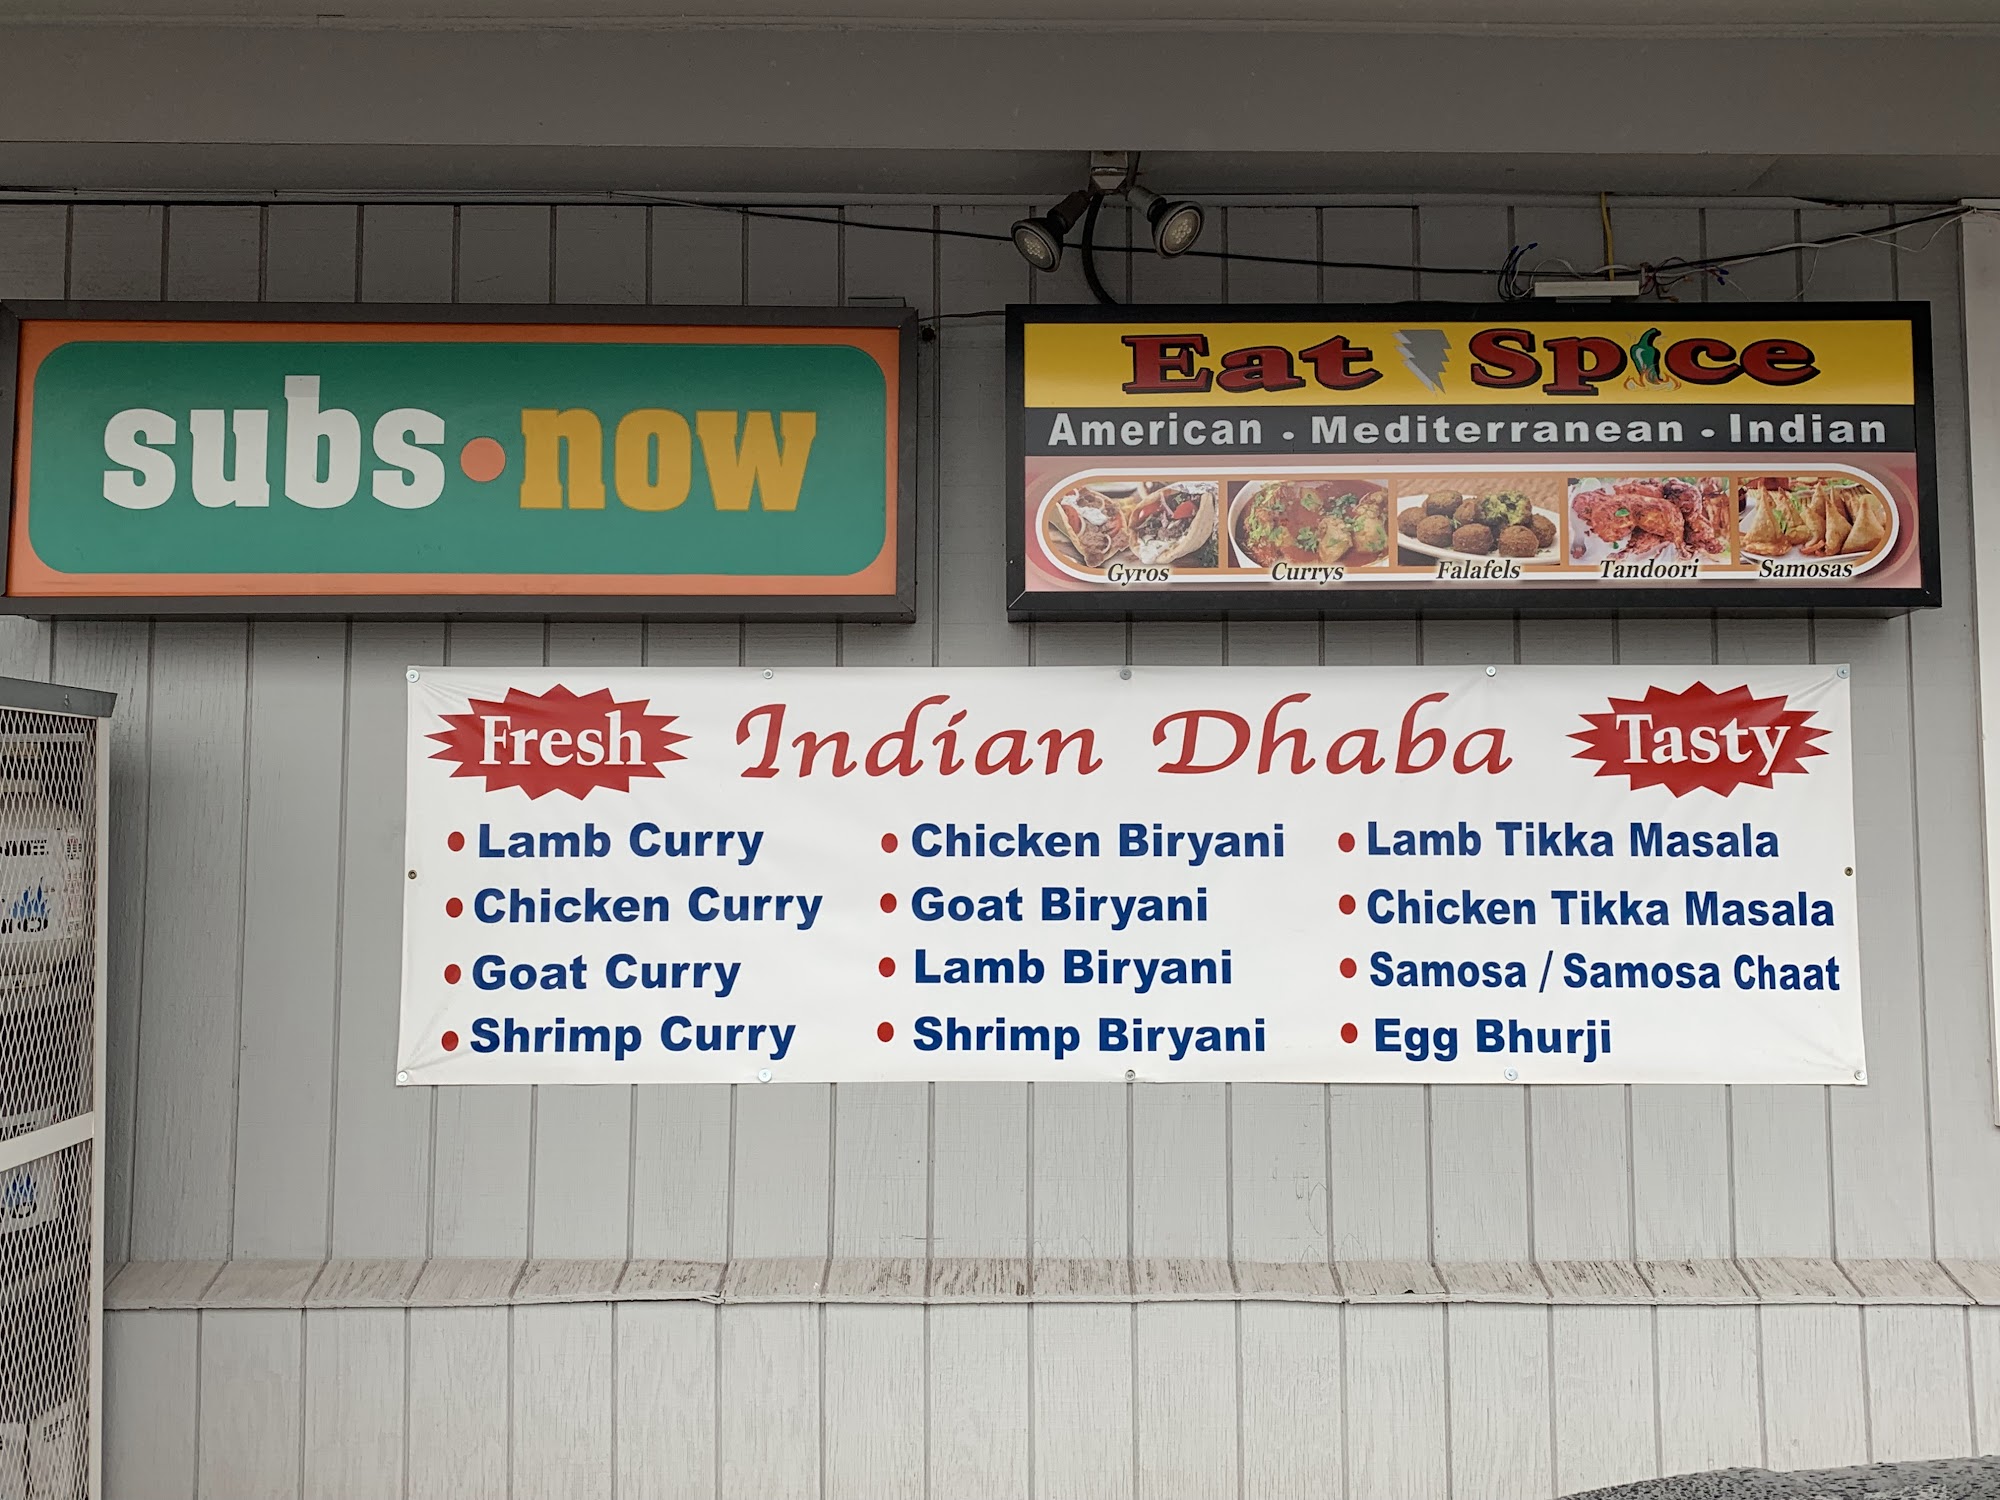 subs•now
Eat Spice
American - Mediterranean - Indian
Gyros
Currys
Falafels
Tandoori
Samosas
Fresh
Indian Dhaba
Tasty
• Lamb Curry
• Chicken Curry
• Goat Curry
• Shrimp Curry
• Chicken Biryani
• Goat Biryani
• Lamb Biryani
• Shrimp Biryani
• Lamb Tikka Masala
• Chicken Tikka Masala
• Samosa / Samosa Chaat
• Egg Bhurji